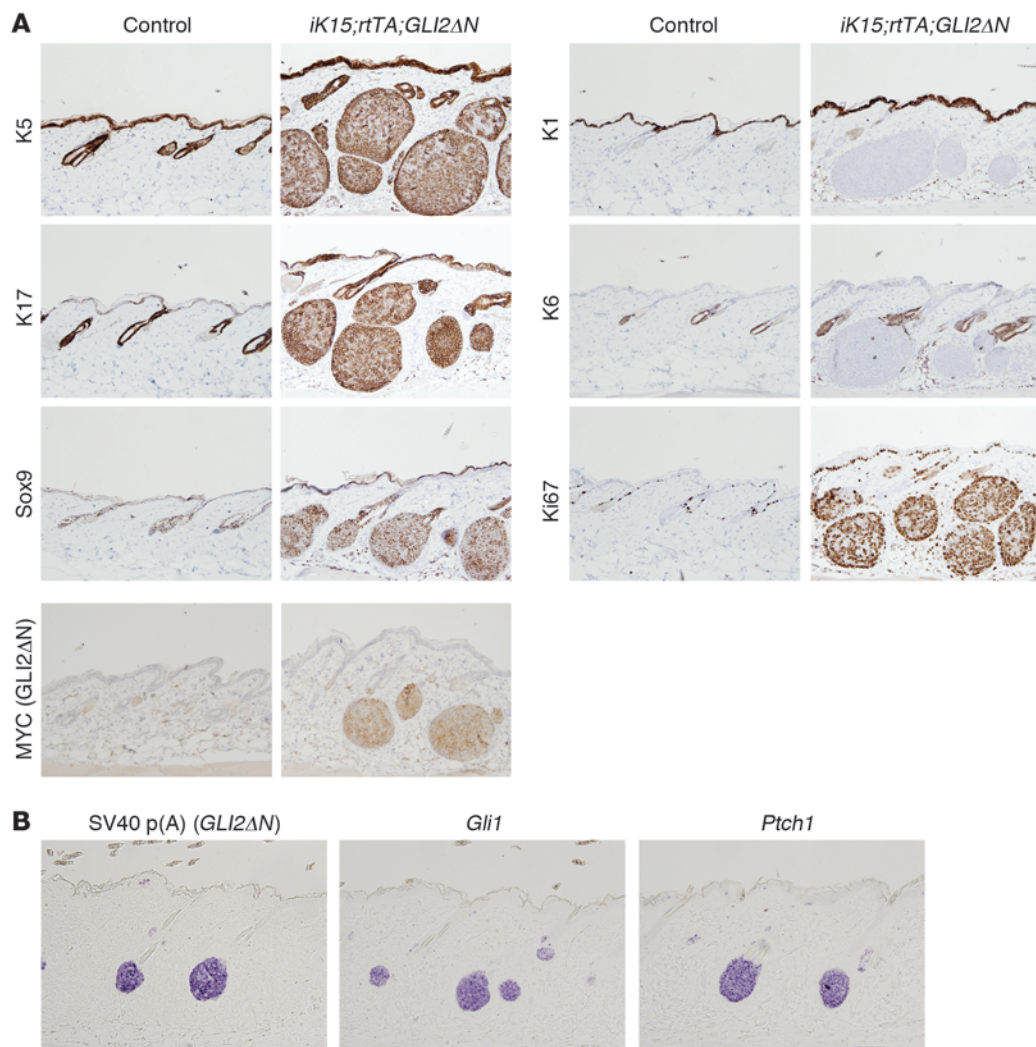 A
Control
iK15;rtTA;GLI2ΔN
Control
iK15;rtTA;GLI2ΔN
K5
K1
K17
K6
Sox9
Ki67
MYC (GLI2ΔN)
B
SV40 p(A) (GLI2ΔN)
Gli1
Ptch1